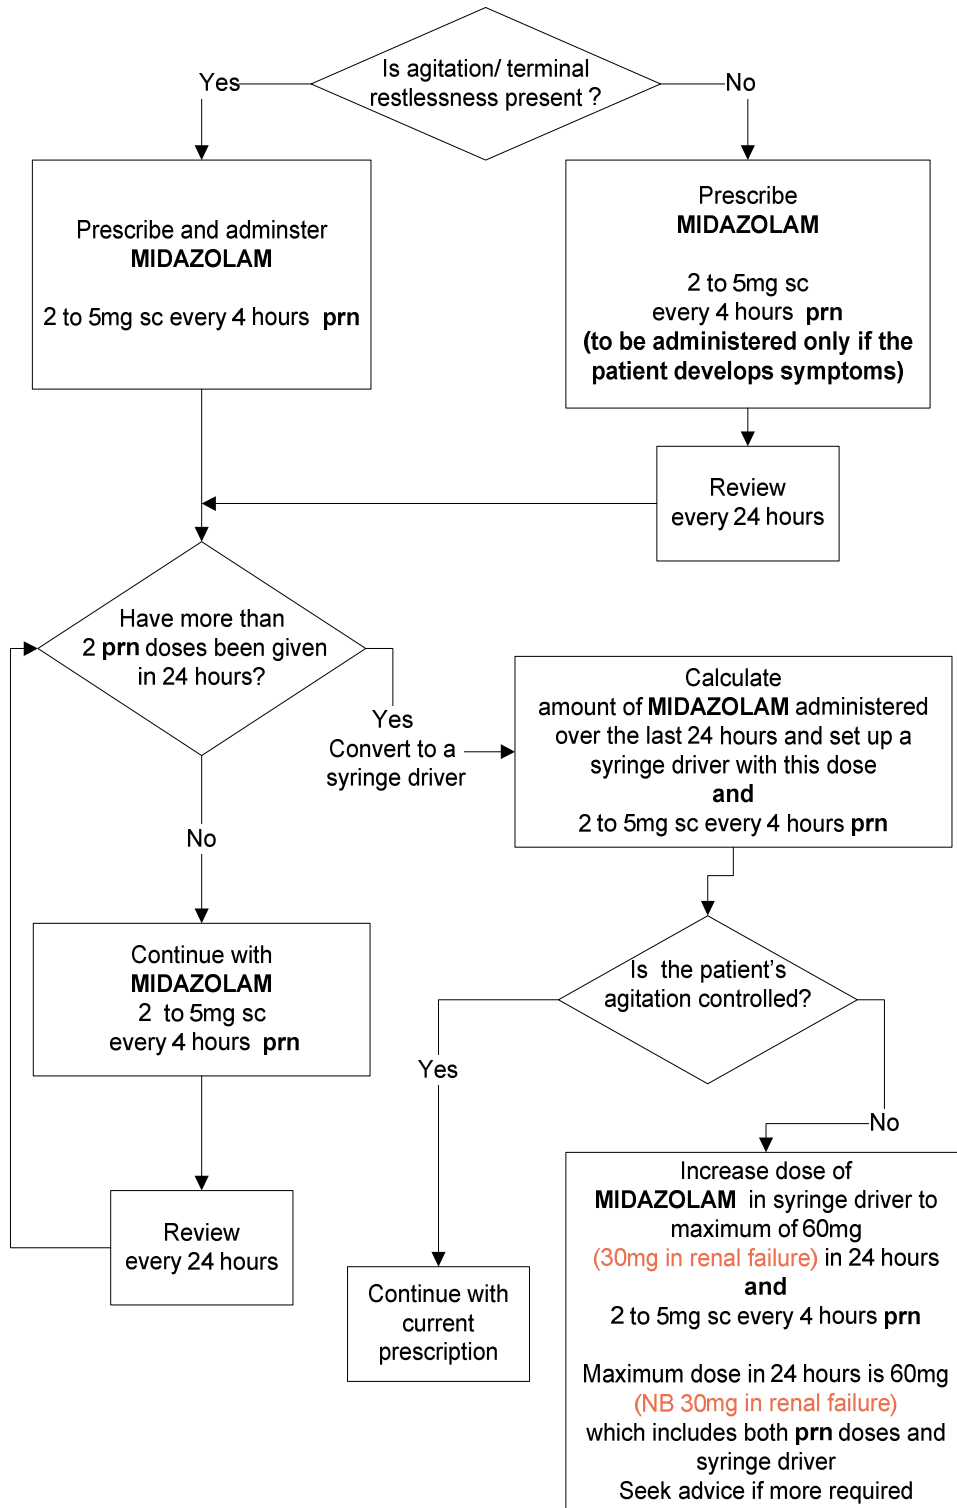 Is agitation/ terminal
restlessness present ?
Yes
No
Prescribe and adminster
MIDAZOLAM
2 to 5mg sc every 4 hours prn
Prescribe
MIDAZOLAM
2 to 5mg sc
every 4 hours prn
(to be administered only if the
patient develops symptoms)
Review
every 24 hours
Have more than
2 prn doses been given
in 24 hours?
Yes
Convert to a
syringe driver
Calculate
amount of MIDAZOLAM administered
over the last 24 hours and set up a
syringe driver with this dose
and
2 to 5mg sc every 4 hours prn
No
Continue with
MIDAZOLAM
2 to 5mg sc
every 4 hours prn
Review
every 24 hours
Is the patient's
agitation controlled?
Yes
No
Continue with
current
prescription
Increase dose of
MIDAZOLAM in syringe driver to
maximum of 60mg
(30mg in renal failure) in 24 hours
and
2 to 5mg sc every 4 hours prn
Maximum dose in 24 hours is 60mg
(NB 30mg in renal failure)
which includes both prn doses and
syringe driver
Seek advice if more required